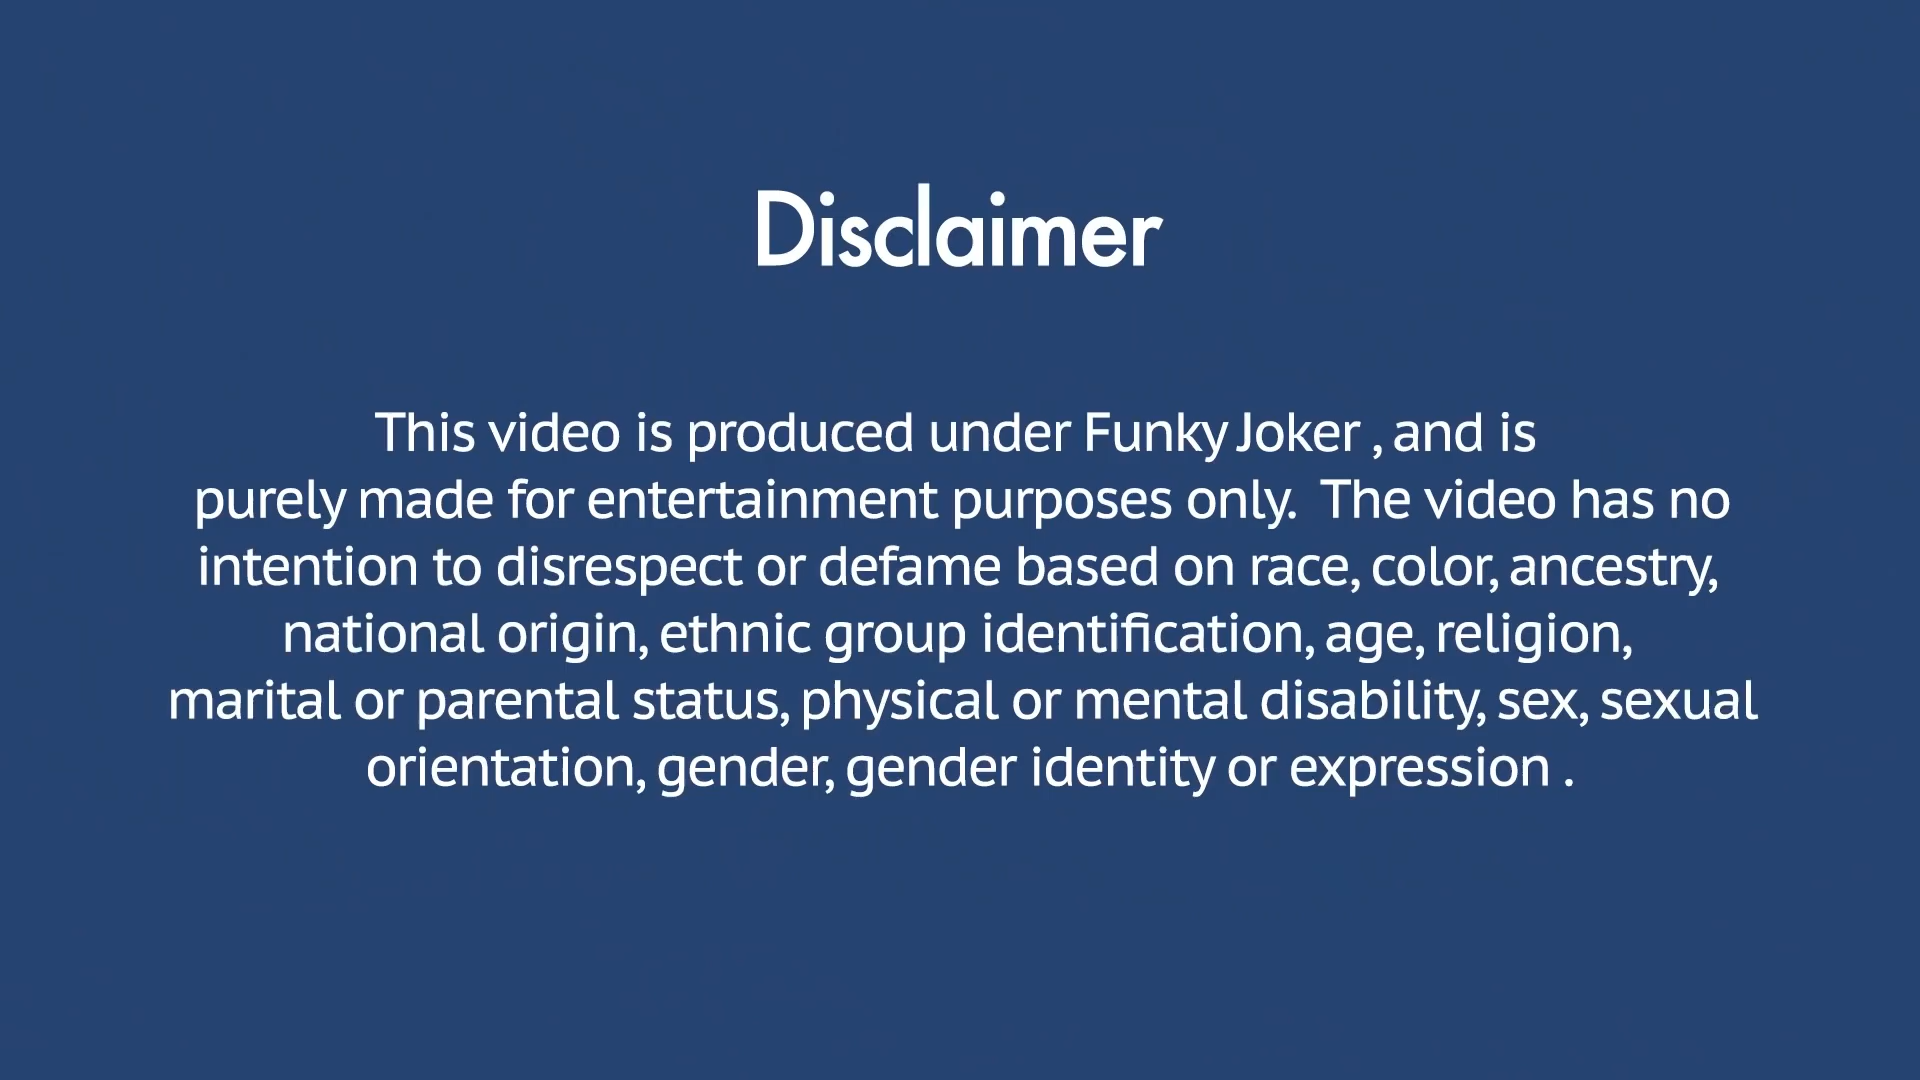 Disclaimer
This video is produced under Funky Joker , and is
purely made for entertainment purposes only.  The video has no
intention to disrespect or defame based on race, color, ancestry,
national origin, ethnic group identification, age, religion,
marital or parental status, physical or mental disability, sex, sexual
orientation, gender, gender identity or expression .